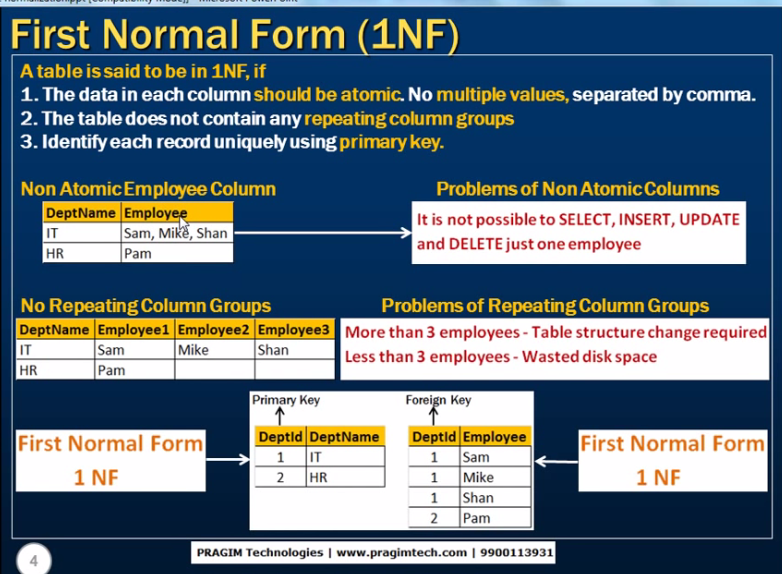 First Normal Form (1NF)
A table is said to be in 1NF, if
1. The data in each column should be atomic. No multiple values, separated by comma.
2. The table does not contain any repeating column groups
3. Identify each record uniquely using primary key.
Non Atomic Employee Column
DeptName Employee
IT Sam, Mike, Shan
HR Pam
Problems of Non Atomic Columns
It is not possible to SELECT, INSERT, UPDATE
and DELETE just one employee
No Repeating Column Groups
DeptName Employee1 Employee2 Employee3
IT Sam Mike Shan
HR Pam
Problems of Repeating Column Groups
More than 3 employees - Table structure change required
Less than 3 employees - Wasted disk space
First Normal Form
1 NF
Primary Key
DeptId DeptName
1 IT
2 HR
Foreign Key
DeptId Employee
1 Sam
1 Mike
1 Shan
2 Pam
First Normal Form
1 NF
4
PRAGIM Technologies | www.pragimtech.com | 9900113931